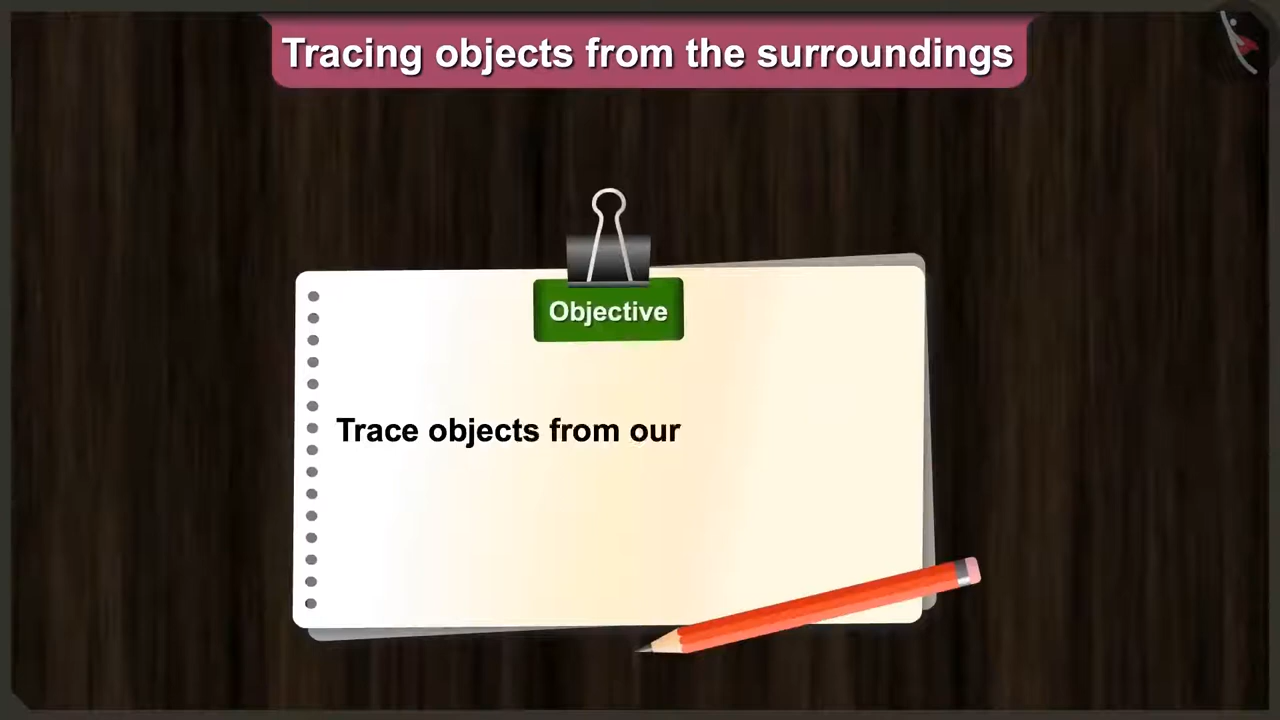 Tracing objects from the surroundings
Objective
Trace objects from our